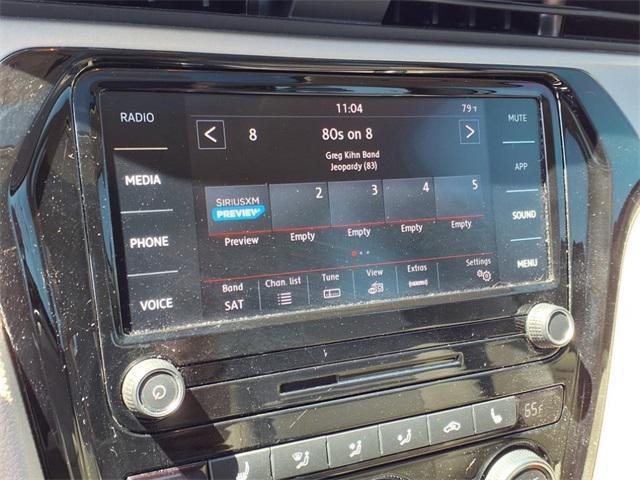 11:04 79°F
RADIO
MEDIA
PHONE
VOICE
< 8 80s on 8 >
Greg Kihn Band
Jeopardy (83)
SIRIUSXM
PREVIEW
2 3 4 5
Preview Empty Empty Empty Empty
Band Chan. list Tune View Extras Settings
SAT
MUTE
APP
SOUND
MENU
65°F